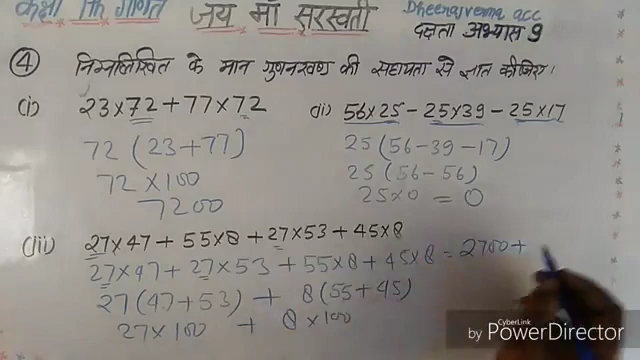 कक्षा 7th गणित जय माँ सरस्वती Dheerajverma acc
दक्षता अभ्यास 9
4 निम्नलिखित के मान गुणनखण्ड की सहायता से ज्ञात कीजिए।
(i) 23×72+77×72
72(23+77)
72×100
7200
(ii) 56×25-25×39-25×17
25(56-39-17)
25(56-56)
25×0=0
(iii) 27×47+55×8+27×53+45×8
27×47+27×53+55×8+45×8=2700+
27(47+53)+8(55+45)
27×100+8×100
CyberLink
by PowerDirector